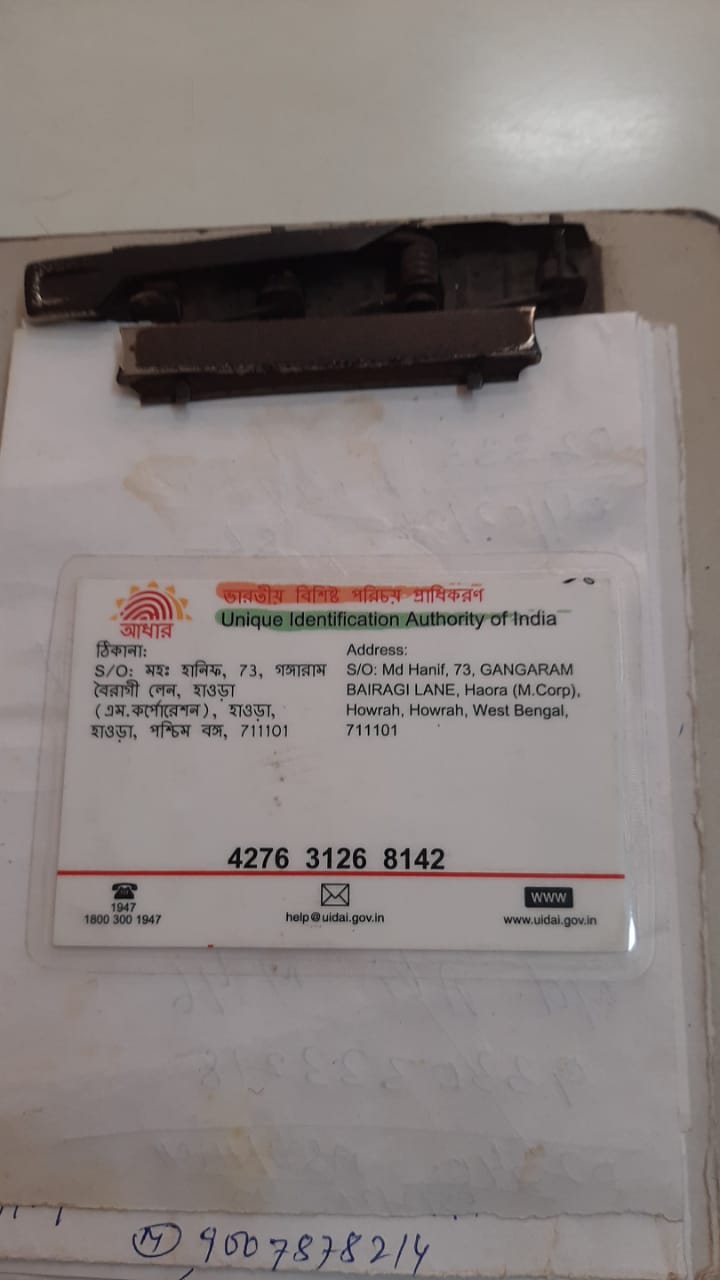 ভারতীয় বিশিষ্ট পরিচয় প্রাধিকরণ
Unique Identification Authority of India
আধার
ঠিকানা:
S/O: মহঃ হানিফ, 73, গঙ্গারাম
বৈরাগী লেন, হাওড়া
(এম.কর্পোরেশন), হাওড়া,
হাওড়া, পশ্চিম বঙ্গ, 711101
Address:
S/O: Md Hanif, 73, GANGARAM
BAIRAGI LANE, Haora (M.Corp),
Howrah, Howrah, West Bengal,
711101
4276 3126 8142
1947
1800 300 1947
help@uidai.gov.in
www
www.uidai.gov.in
(M) 9007878214